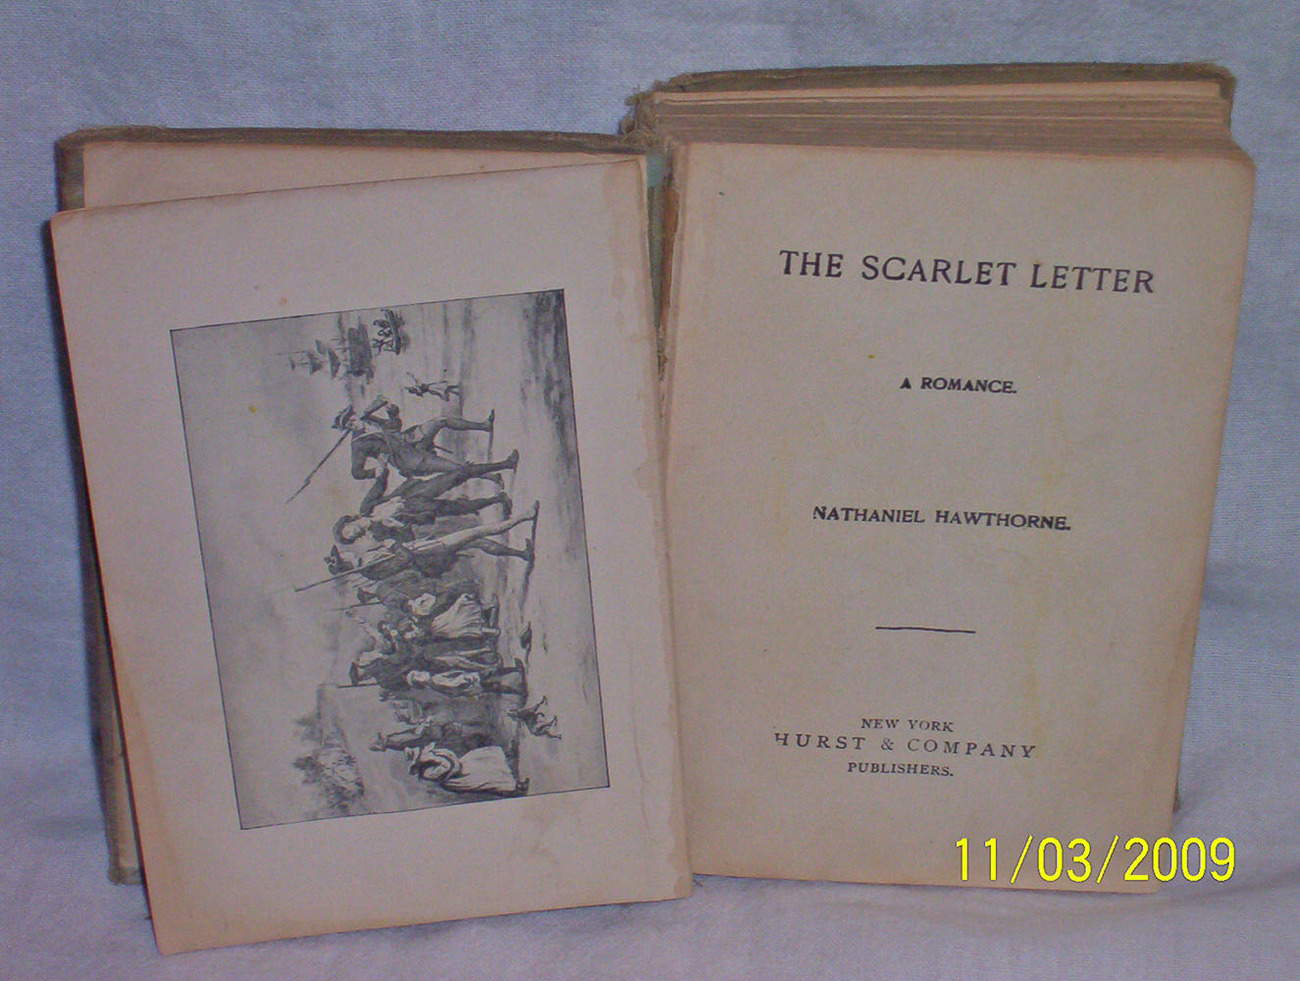 THE SCARLET LETTER
A ROMANCE.
NATHANIEL HAWTHORNE.
NEW YORK
HURST & COMPANY
PUBLISHERS.
11/03/2009